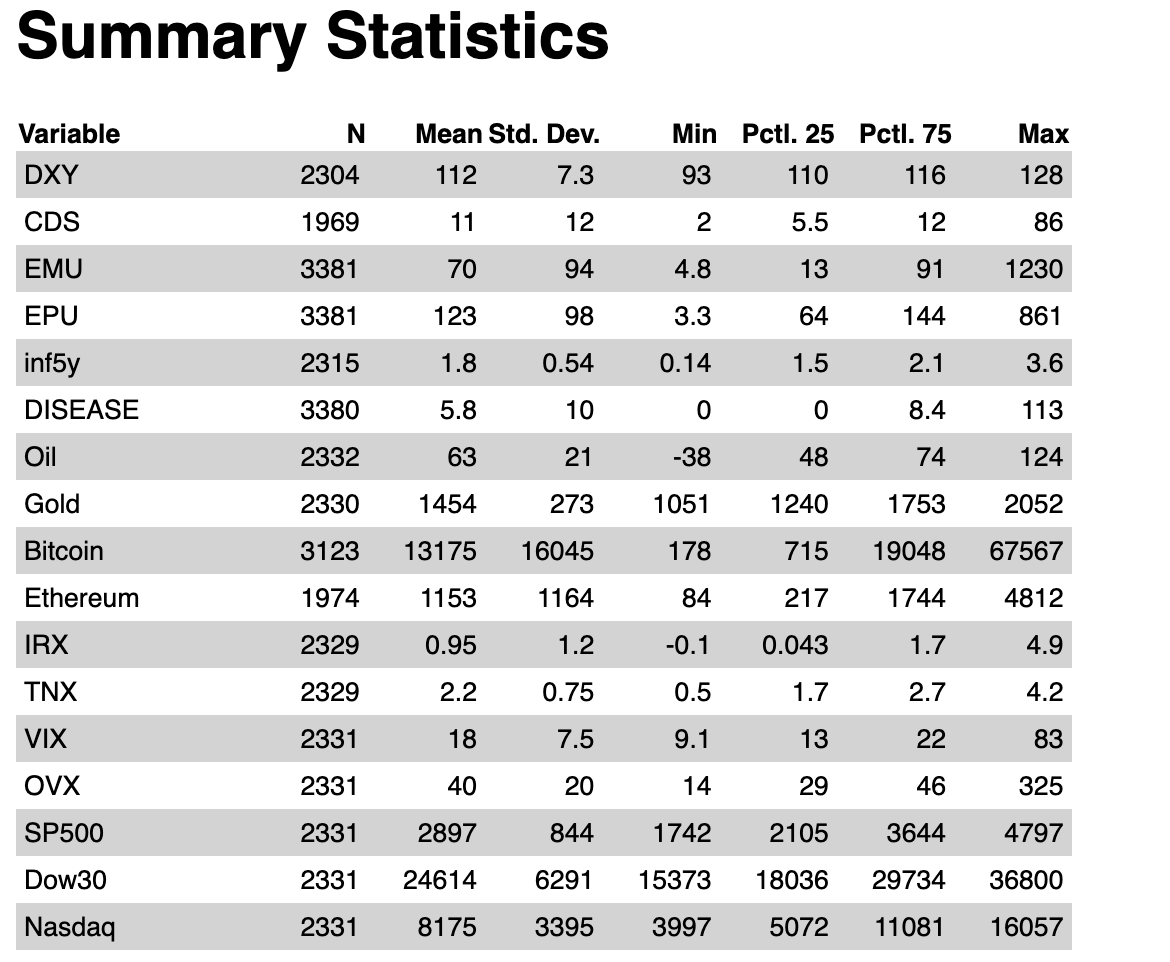 Summary Statistics
Variable N Mean Std. Dev. Min Pctl. 25 Pctl. 75 Max
DXY 2304 112 7.3 93 110 116 128
CDS 1969 11 12 2 5.5 12 86
EMU 3381 70 94 4.8 13 91 1230
EPU 3381 123 98 3.3 64 144 861
inf5y 2315 1.8 0.54 0.14 1.5 2.1 3.6
DISEASE 3380 5.8 10 0 0 8.4 113
Oil 2332 63 21 -38 48 74 124
Gold 2330 1454 273 1051 1240 1753 2052
Bitcoin 3123 13175 16045 178 715 19048 67567
Ethereum 1974 1153 1164 84 217 1744 4812
IRX 2329 0.95 1.2 -0.1 0.043 1.7 4.9
TNX 2329 2.2 0.75 0.5 1.7 2.7 4.2
VIX 2331 18 7.5 9.1 13 22 83
OVX 2331 40 20 14 29 46 325
SP500 2331 2897 844 1742 2105 3644 4797
Dow30 2331 24614 6291 15373 18036 29734 36800
Nasdaq 2331 8175 3395 3997 5072 11081 16057